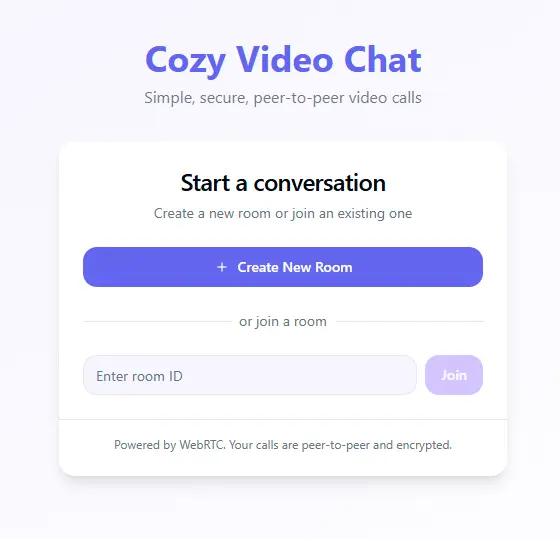 Cozy Video Chat
Simple, secure, peer-to-peer video calls
Start a conversation
Create a new room or join an existing one
+ Create New Room
or join a room
Enter room ID
Join
Powered by WebRTC. Your calls are peer-to-peer and encrypted.